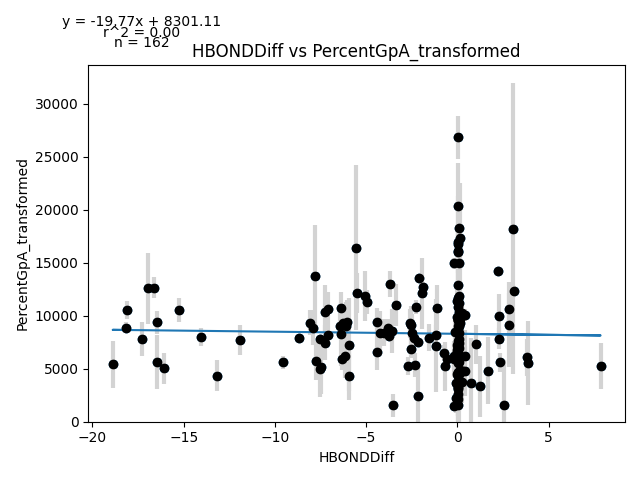 y = -19.77x + 8301.11
r^2 = 0.00
n = 162
HBONDDiff vs PercentGpA_transformed
30000
25000
20000
15000
10000
5000
0
PercentGpA_transformed
−20
−15
−10
−5
0
5
HBONDDiff